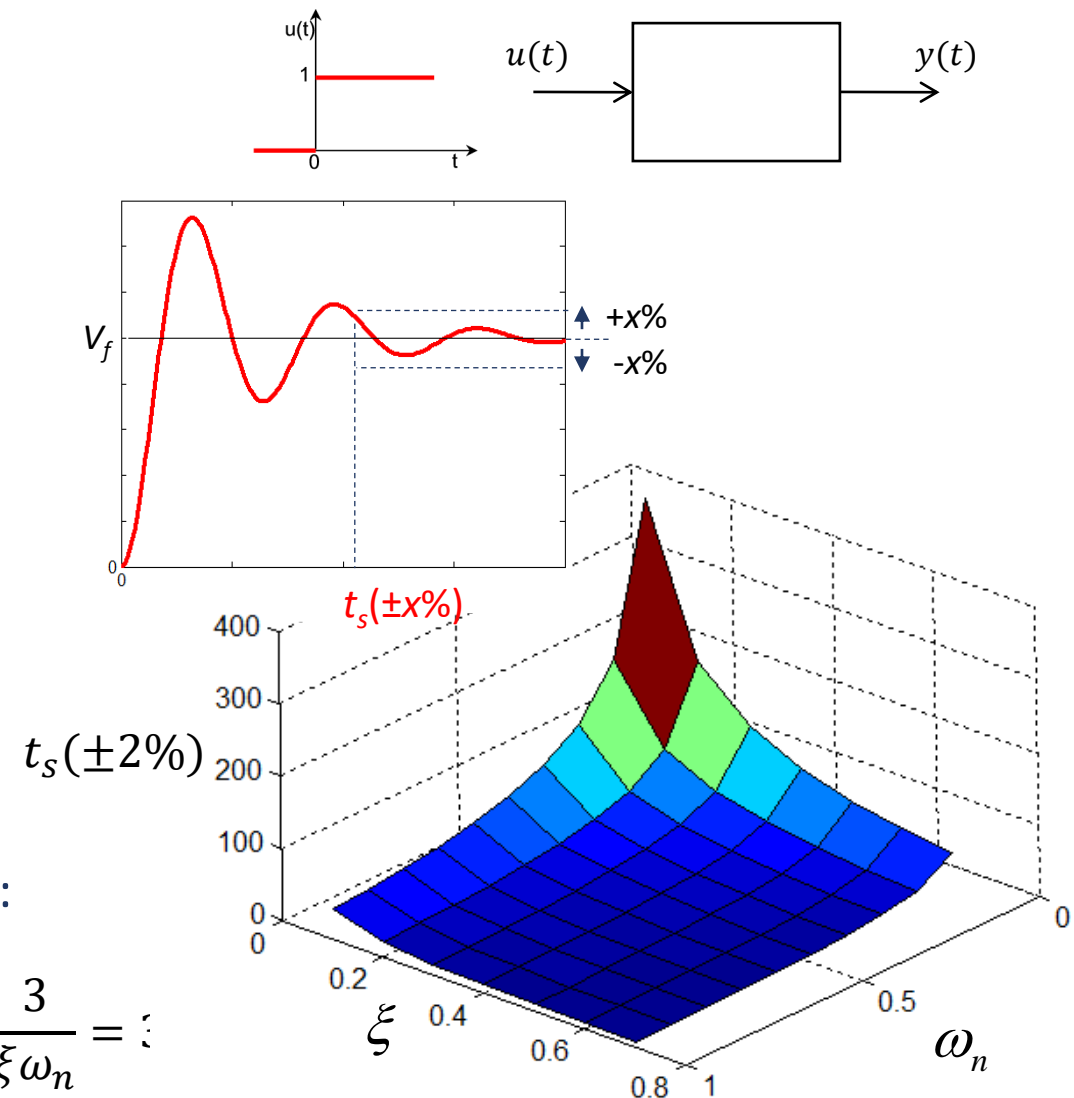 u(t)
1
0
t
u(t)
y(t)
V_f
+x%
-x%
0
0
t_s(±x%)
400
300
200
100
0
t_s(±2%)
:
0
0.2
0.4
0.6
0.8
ξ
1
0.5
0
ω_n
3
ξω_n
=